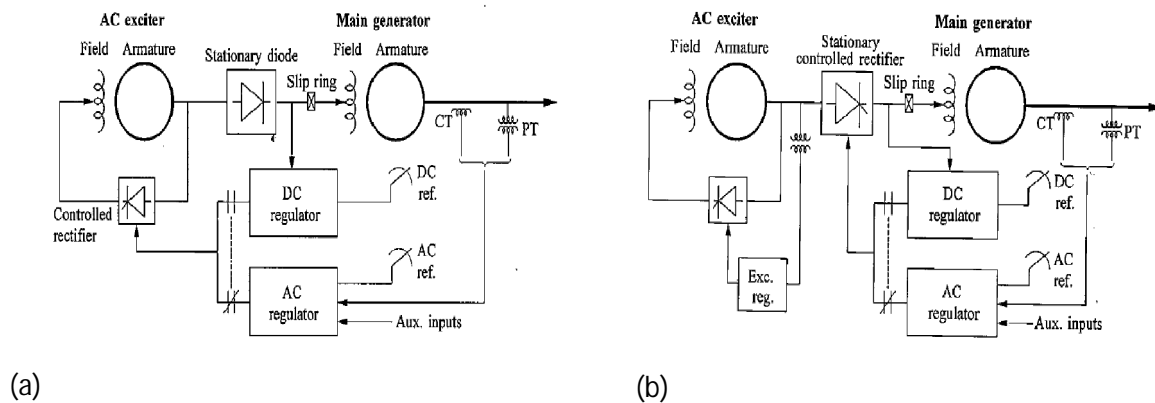 AC exciter
Main generator
Field Armature
Stationary diode
Field Armature
Slip ring
CT
PT
DC
regulator
DC
ref.
Controlled
rectifier
AC
ref.
AC
regulator
Aux. inputs
(a)
AC exciter
Main generator
Field Armature
Stationary
controlled rectifier
Field Armature
Slip ring
CT
PT
DC
regulator
DC
ref.
Exc.
reg.
AC
ref.
AC
regulator
Aux. inputs
(b)